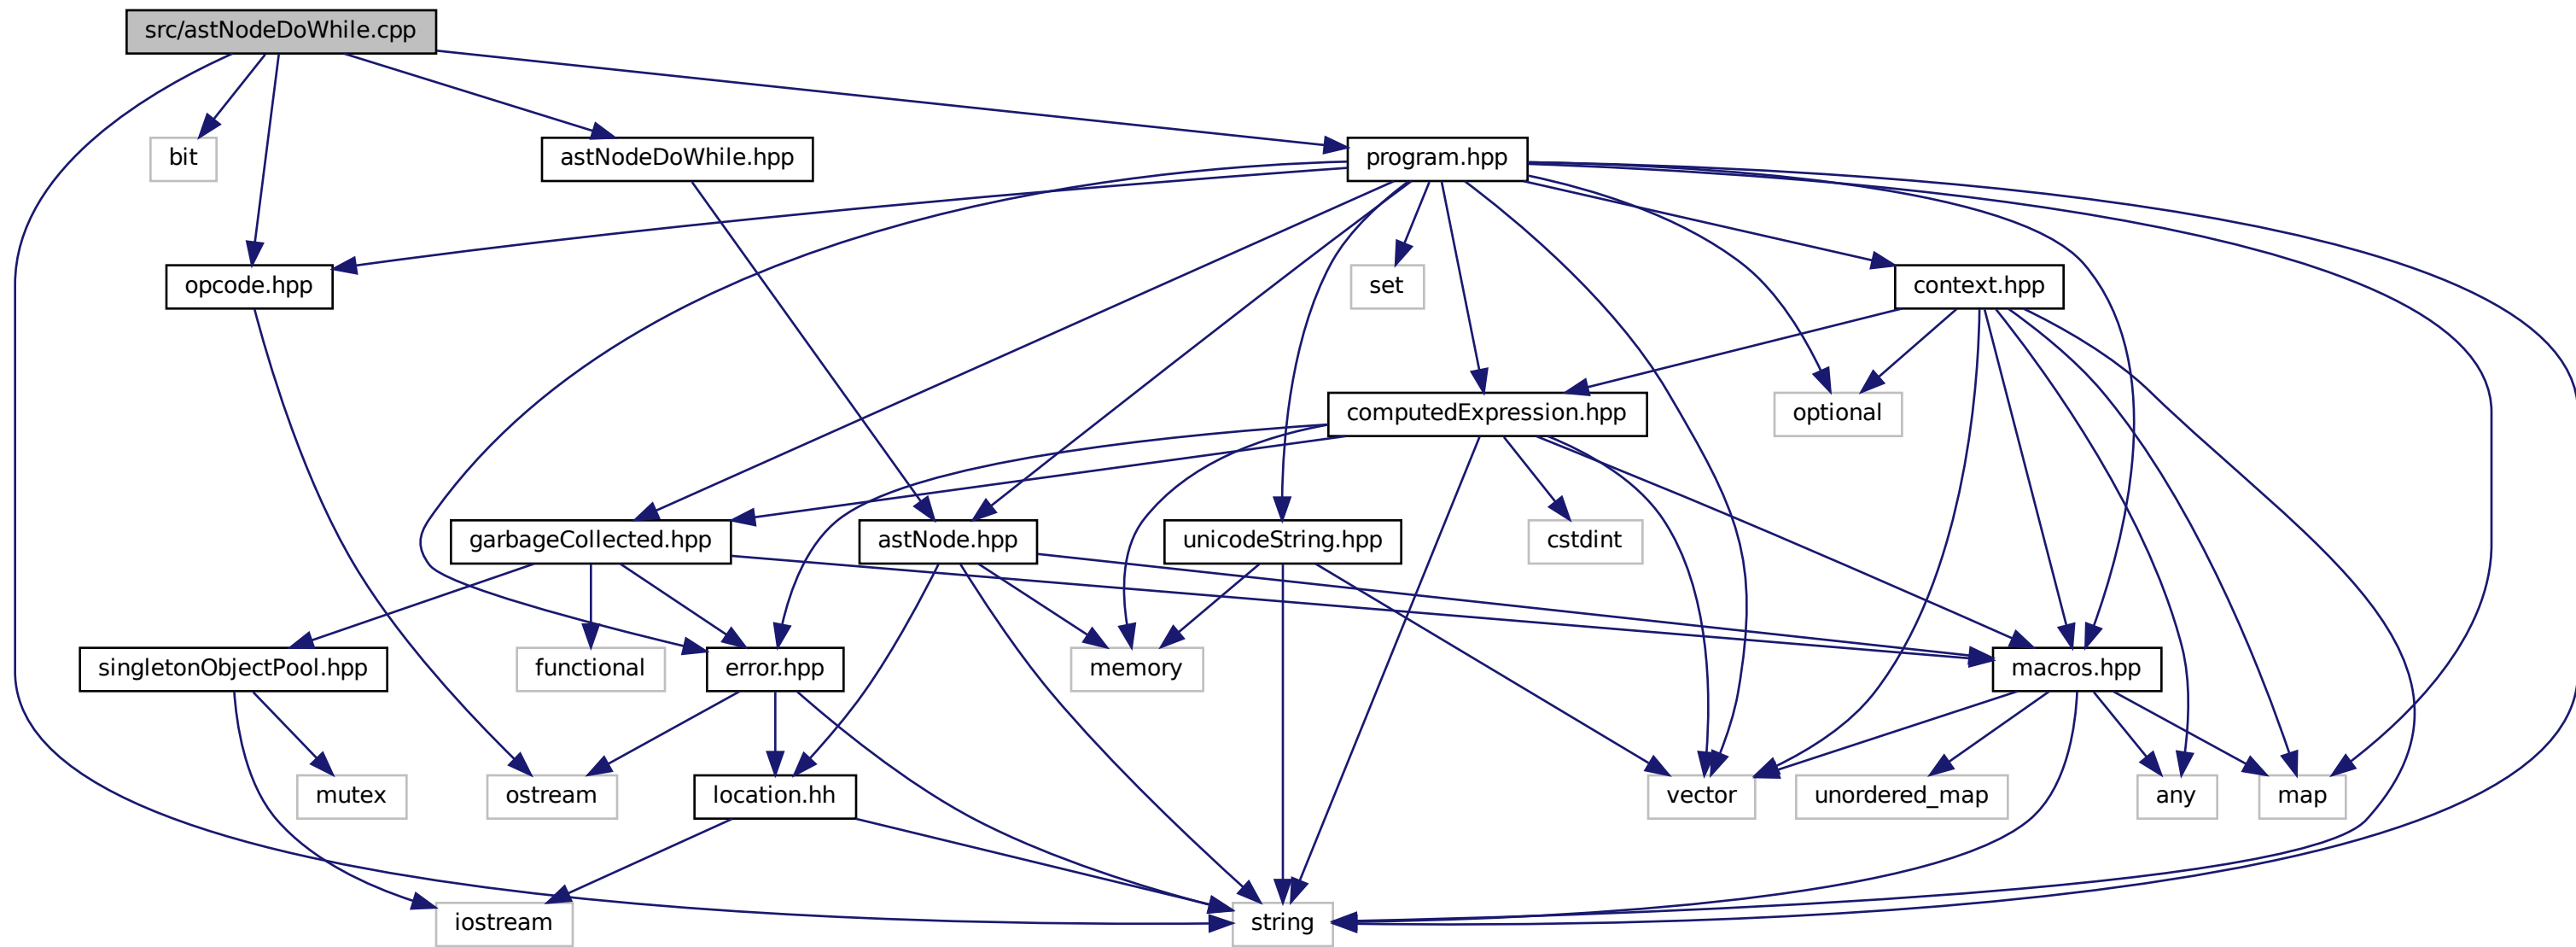 src/astNodeDoWhile.cpp
bit
astNodeDoWhile.hpp
program.hpp
opcode.hpp
set
context.hpp
computedExpression.hpp
optional
garbageCollected.hpp
astNode.hpp
unicodeString.hpp
cstdint
singletonObjectPool.hpp
functional
error.hpp
memory
macros.hpp
mutex
ostream
location.hh
vector
unordered_map
any
map
iostream
string